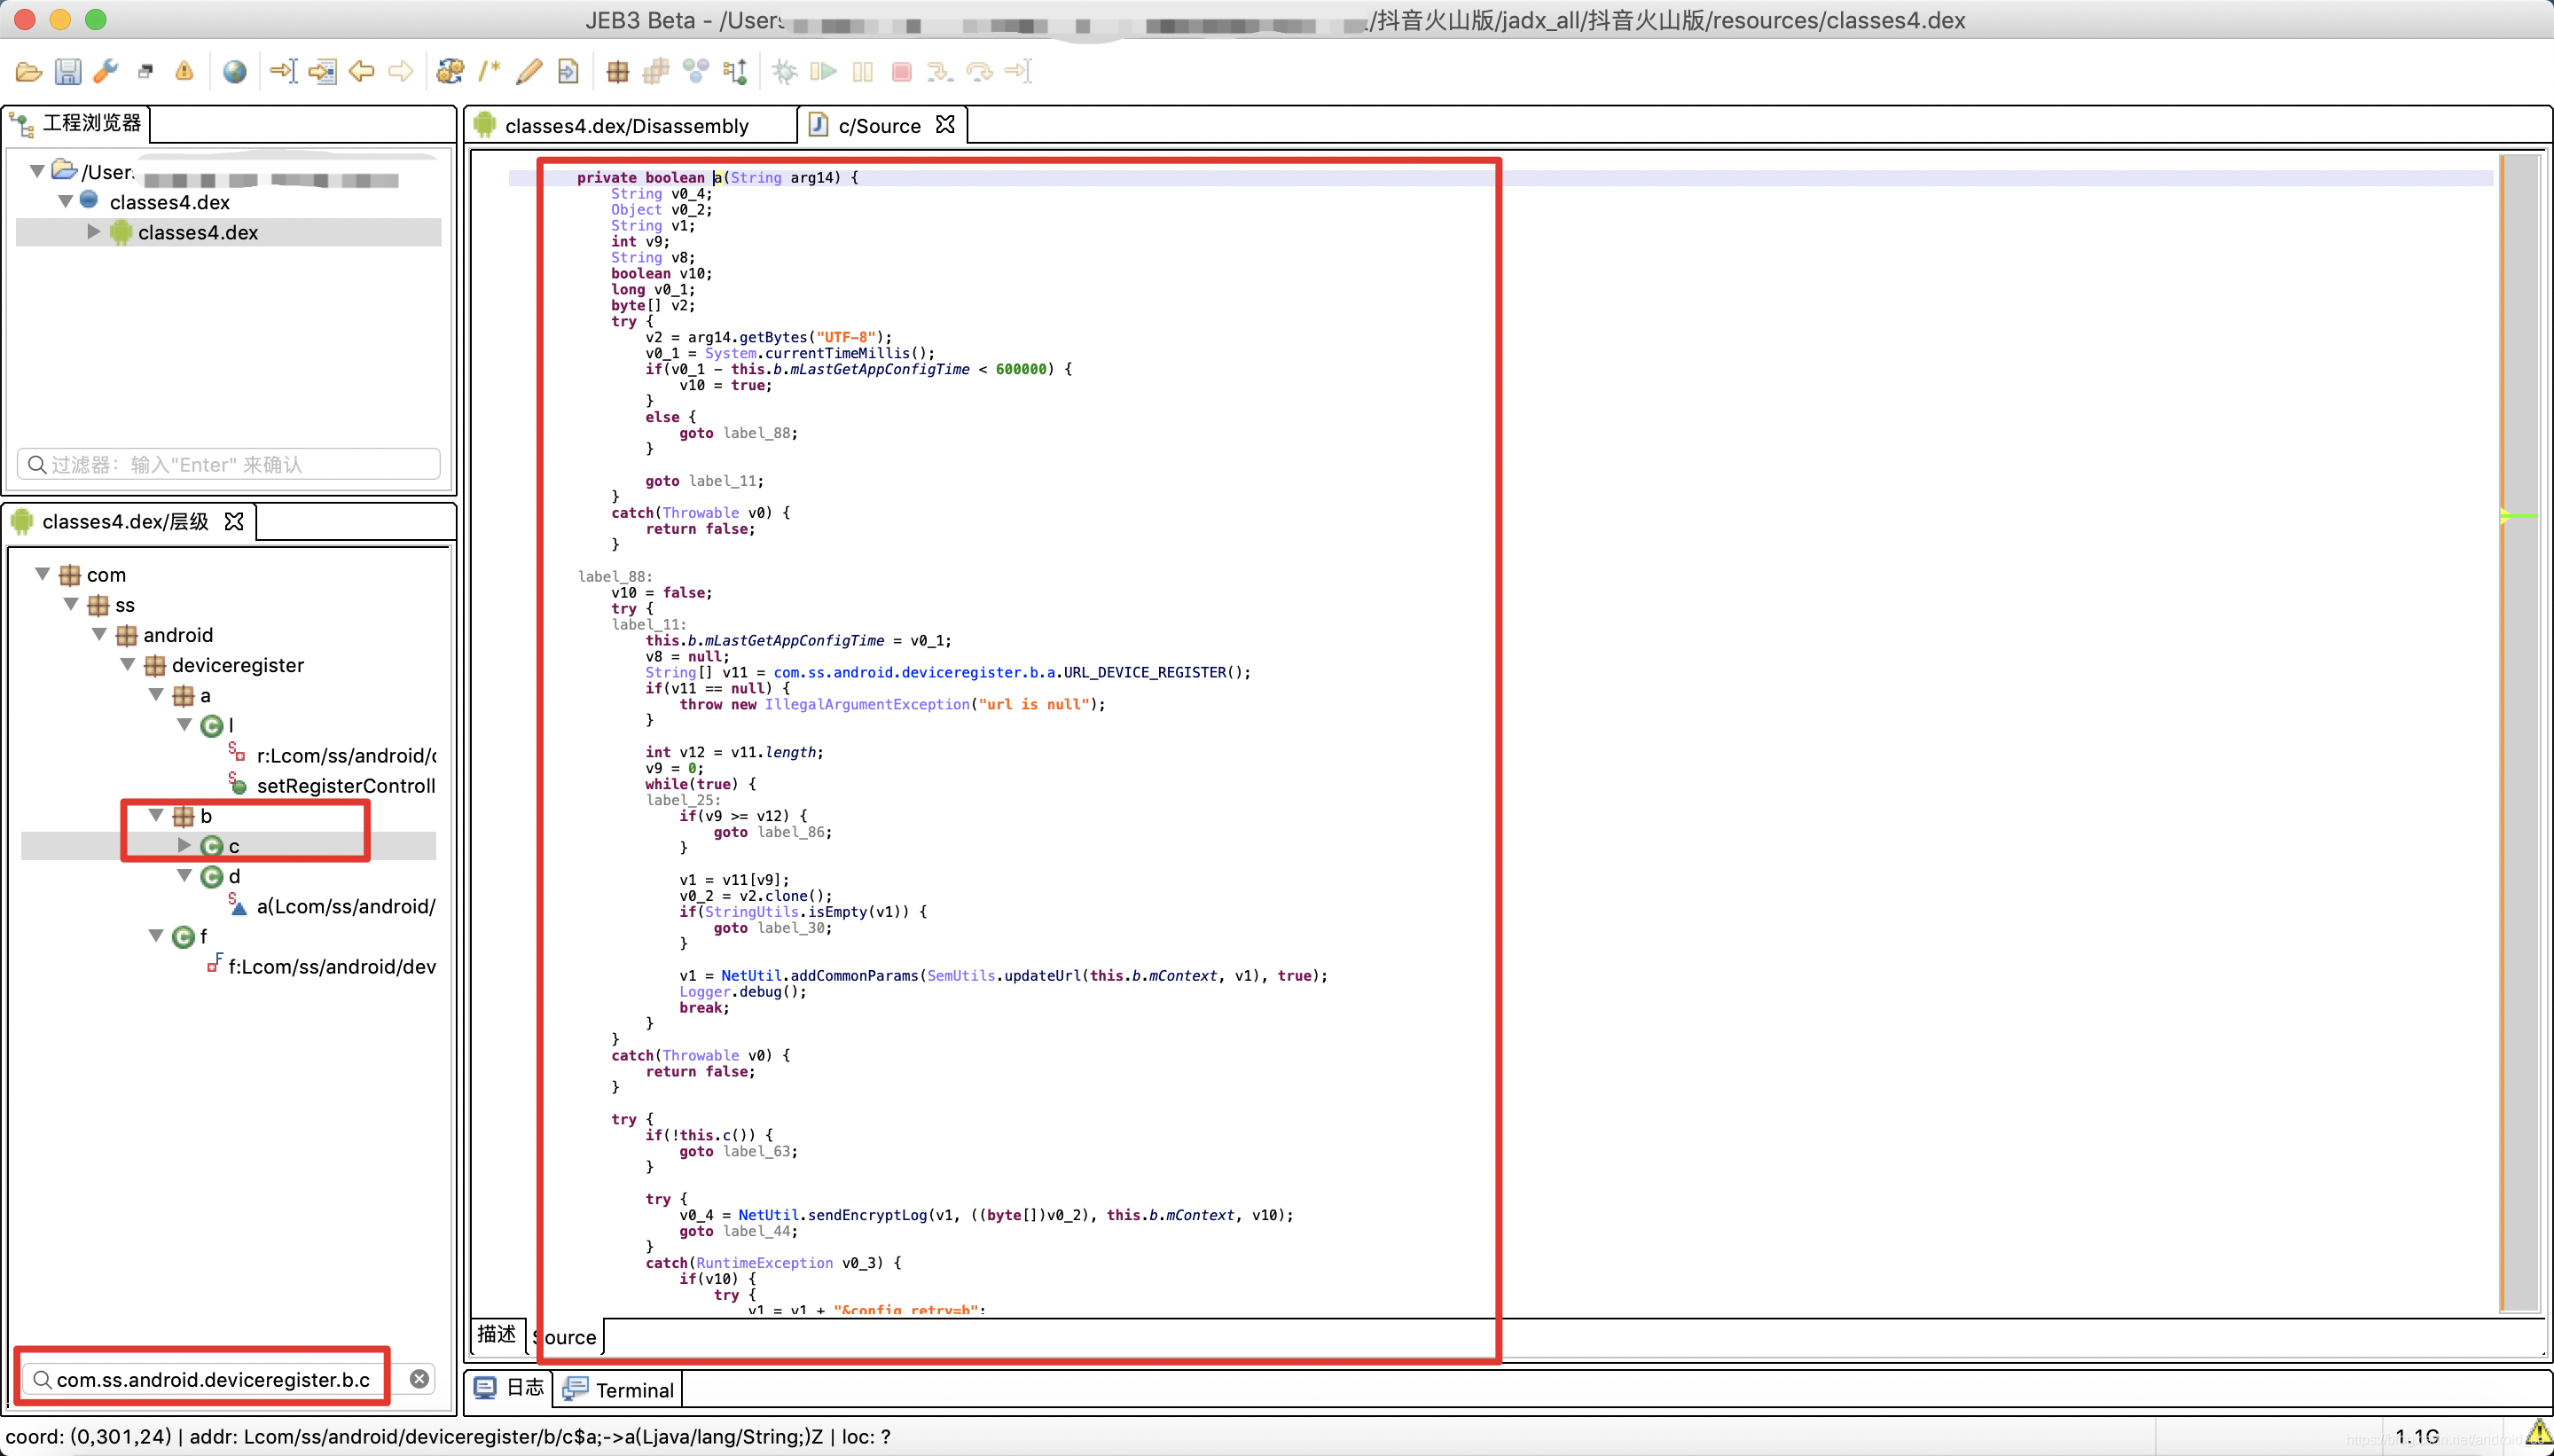 JEB3 Beta - /Users
/抖音火山版/jadx_all/抖音火山版/resources/classes4.dex
工程浏览器
/User
classes4.dex
classes4.dex
过滤器：输入"Enter" 来确认
classes4.dex/层级
com
ss
android
deviceregister
a
l
r:Lcom/ss/android/
setRegisterControll
b
c
d
a(Lcom/ss/android/
f
f:Lcom/ss/android/dev
com.ss.android.deviceregister.b.c
classes4.dex/Disassembly
c/Source
private boolean a(String arg14) {
String v0_4;
Object v0_2;
String v1;
int v9;
String v8;
boolean v10;
long v0_1;
byte[] v2;
try {
v2 = arg14.getBytes("UTF-8");
v0_1 = System.currentTimeMillis();
if(v0_1 - this.b.mLastGetAppConfigTime < 600000) {
v10 = true;
}
else {
goto label_88;
}
goto label_11;
}
catch(Throwable v0) {
return false;
}
label_88:
v10 = false;
try {
label_11:
this.b.mLastGetAppConfigTime = v0_1;
v8 = null;
String[] v11 = com.ss.android.deviceregister.b.a.URL_DEVICE_REGISTER();
if(v11 == null) {
throw new IllegalArgumentException("url is null");
}
int v12 = v11.length;
v9 = 0;
while(true) {
label_25:
if(v9 >= v12) {
goto label_86;
}
v1 = v11[v9];
v0_2 = v2.clone();
if(StringUtils.isEmpty(v1)) {
goto label_30;
}
v1 = NetUtil.addCommonParams(SemUtils.updateUrl(this.b.mContext, v1), true);
Logger.debug();
break;
}
}
catch(Throwable v0) {
return false;
}
try {
if(!this.c()) {
goto label_63;
}
try {
v0_4 = NetUtil.sendEncryptLog(v1, ((byte[])v0_2), this.b.mContext, v10);
goto label_44;
}
catch(RuntimeException v0_3) {
if(v10) {
try {
v1 = v1 + "&config_retry=b";
描述
Source
日志
Terminal
coord: (0,301,24) | addr: Lcom/ss/android/deviceregister/b/c$a;->a(Ljava/lang/String;)Z | loc: ?
1.1G